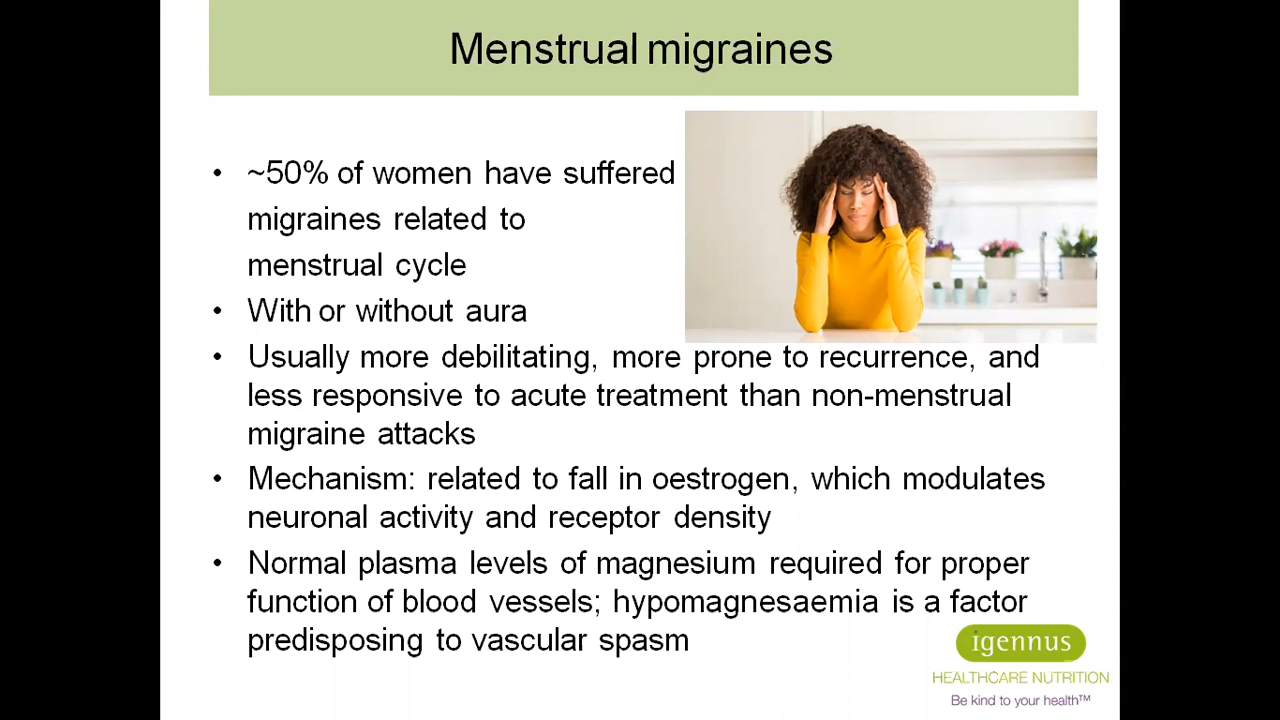 Menstrual migraines
• ~50% of women have suffered
migraines related to
menstrual cycle
• With or without aura
• Usually more debilitating, more prone to recurrence, and
less responsive to acute treatment than non-menstrual
migraine attacks
• Mechanism: related to fall in oestrogen, which modulates
neuronal activity and receptor density
• Normal plasma levels of magnesium required for proper
function of blood vessels; hypomagnesaemia is a factor
predisposing to vascular spasm
igennus
HEALTHCARE NUTRITION
Be kind to your health™